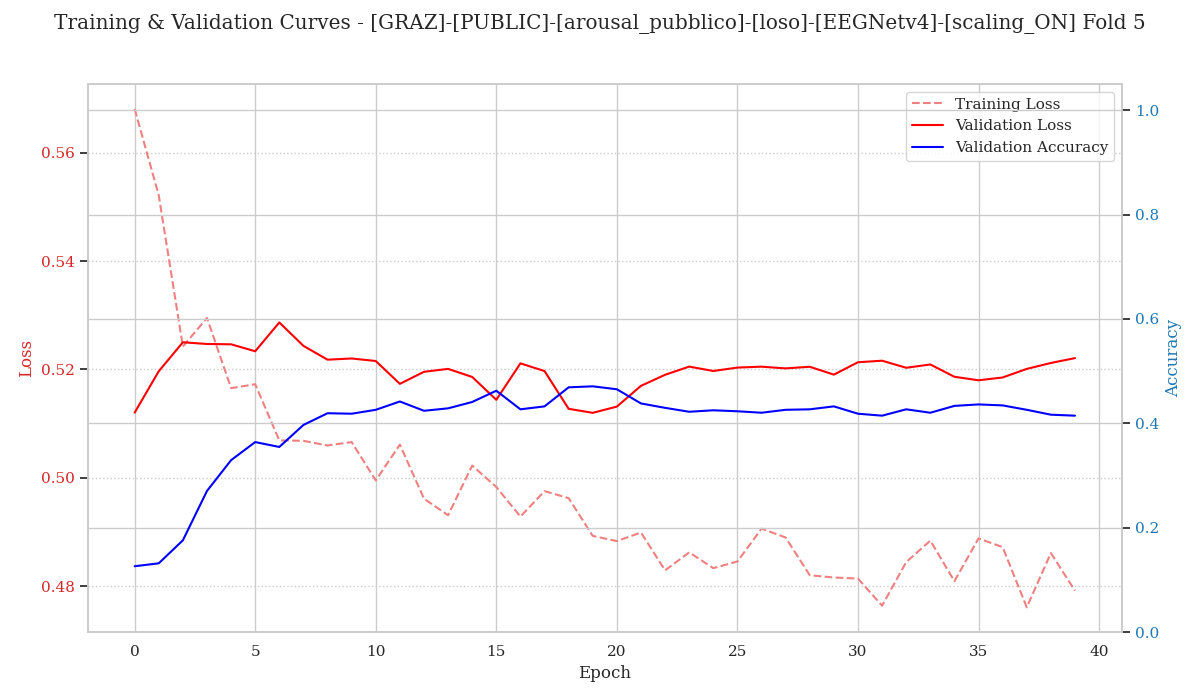 Training & Validation Curves - [GRAZ]-[PUBLIC]-[arousal_pubblico]-[loso]-[EEGNetv4]-[scaling_ON] Fold 5
Training Loss
Validation Loss
Validation Accuracy
0.56
0.54
0.52
0.50
0.48
Loss
1.0
0.8
0.6
0.4
0.2
0.0
Accuracy
0 5 10 15 20 25 30 35 40
Epoch